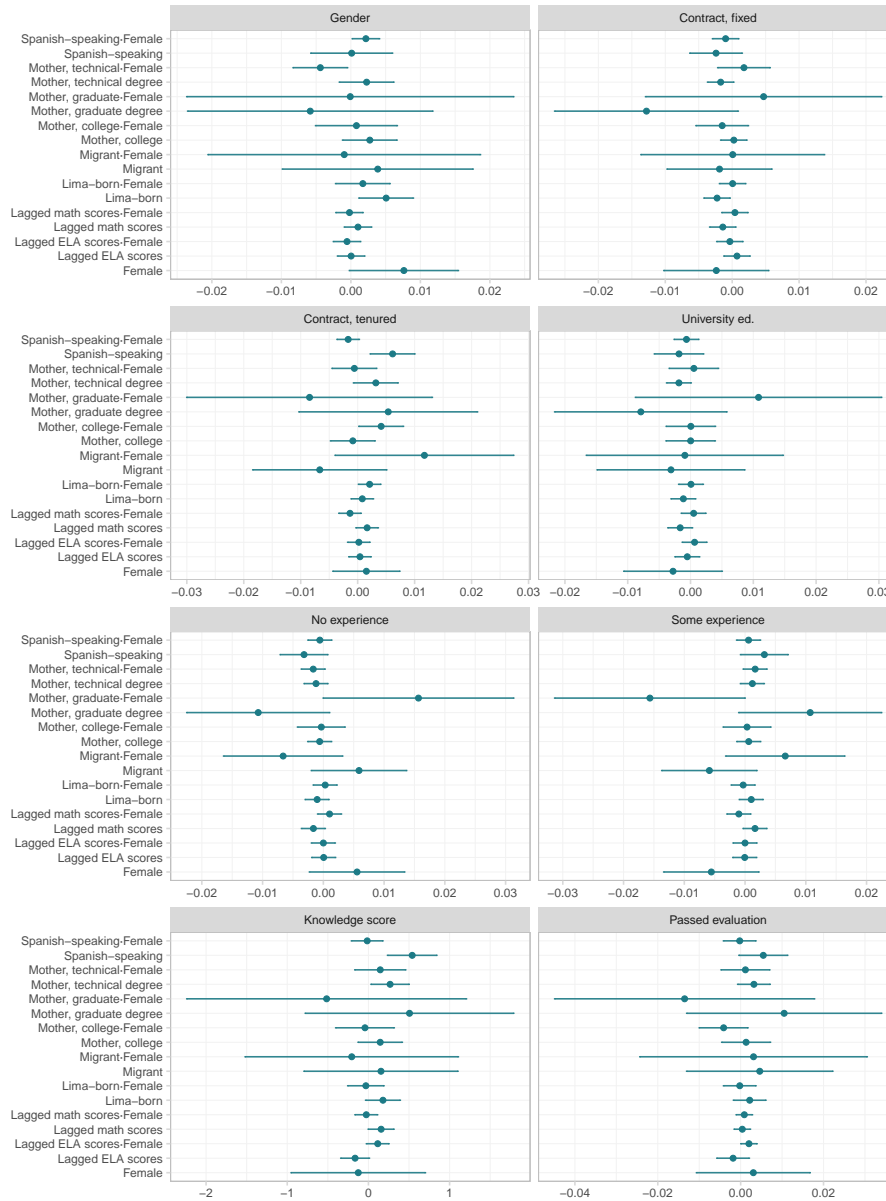 Gender
Contract, fixed
Spanish−speaking·Female
Spanish−speaking
Mother, technical·Female
Mother, technical degree
Mother, graduate·Female
Mother, graduate degree
Mother, college·Female
Mother, college
Migrant·Female
Migrant
Lima−born·Female
Lima−born
Lagged math scores·Female
Lagged math scores
Lagged ELA scores·Female
Lagged ELA scores
Female
−0.02 −0.01 0.00 0.01 0.02
−0.02 −0.01 0.00 0.01 0.02
Contract, tenured
University ed.
Spanish−speaking·Female
Spanish−speaking
Mother, technical·Female
Mother, technical degree
Mother, graduate·Female
Mother, graduate degree
Mother, college·Female
Mother, college
Migrant·Female
Migrant
Lima−born·Female
Lima−born
Lagged math scores·Female
Lagged math scores
Lagged ELA scores·Female
Lagged ELA scores
Female
−0.03 −0.02 −0.01 0.00 0.01 0.02 0.03
−0.02 −0.01 0.00 0.01 0.02 0.03
No experience
Some experience
Spanish−speaking·Female
Spanish−speaking
Mother, technical·Female
Mother, technical degree
Mother, graduate·Female
Mother, graduate degree
Mother, college·Female
Mother, college
Migrant·Female
Migrant
Lima−born·Female
Lima−born
Lagged math scores·Female
Lagged math scores
Lagged ELA scores·Female
Lagged ELA scores
Female
−0.02 −0.01 0.00 0.01 0.02 0.03
−0.03 −0.02 −0.01 0.00 0.01 0.02
Knowledge score
Passed evaluation
Spanish−speaking·Female
Spanish−speaking
Mother, technical·Female
Mother, technical degree
Mother, graduate·Female
Mother, graduate degree
Mother, college·Female
Mother, college
Migrant·Female
Migrant
Lima−born·Female
Lima−born
Lagged math scores·Female
Lagged math scores
Lagged ELA scores·Female
Lagged ELA scores
Female
−2 −1 0 1
−0.04 −0.02 0.00 0.02